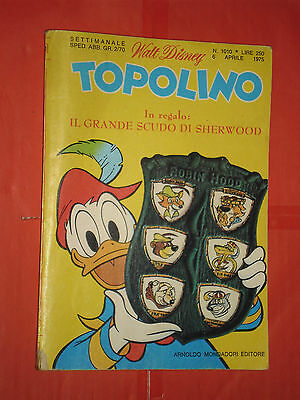 SETTIMANALE
SPED. ABB. GR. 2/70
Walt Disney
N. 1010 • LIRE 250
6 APRILE 1975
TOPOLINO
In regalo:
IL GRANDE SCUDO DI SHERWOOD
ROBIN HOOD
ARNOLDO MONDADORI EDITORE